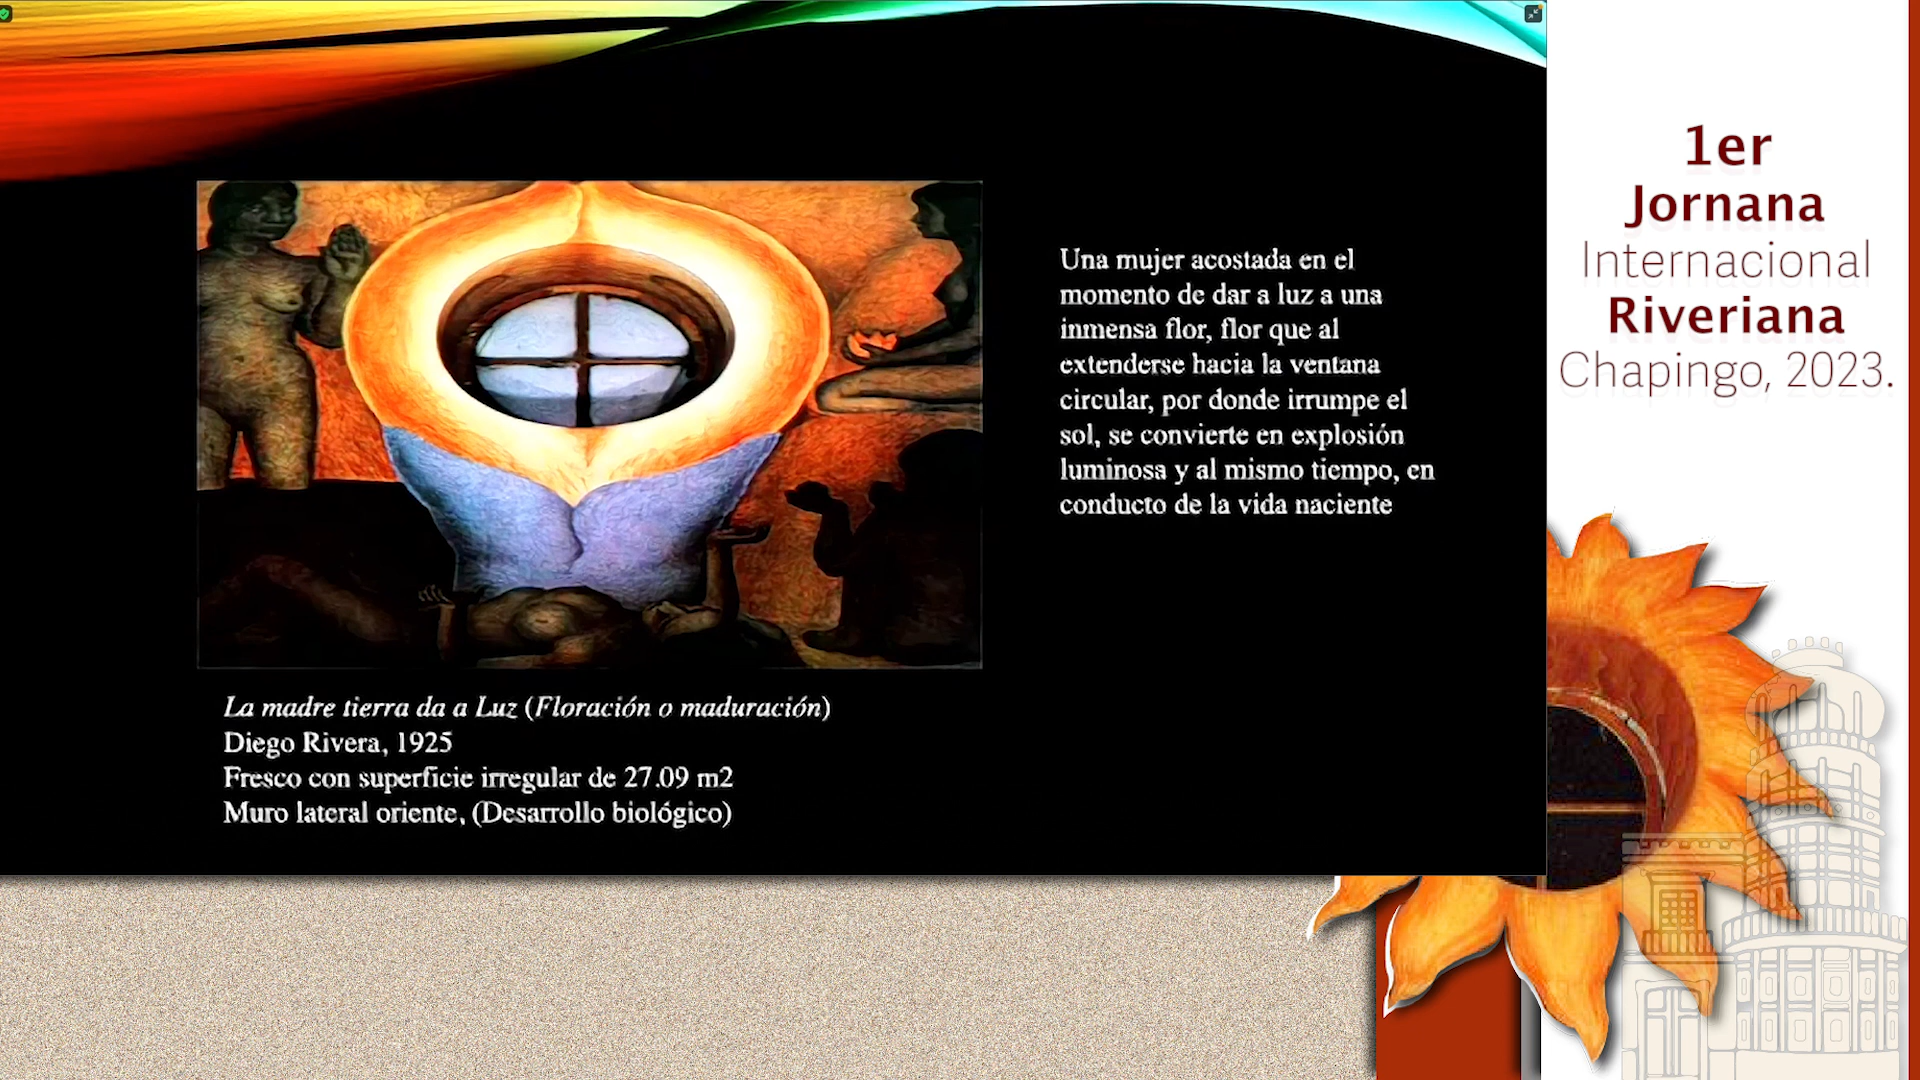 Una mujer acostada en el
momento de dar a luz a una
inmensa flor, flor que al
extenderse hacia la ventana
circular, por donde irrumpe el
sol, se convierte en explosión
luminosa y al mismo tiempo, en
conducto de la vida naciente
La madre tierra da a Luz (Floración o maduración)
Diego Rivera, 1925
Fresco con superficie irregular de 27.09 m2
Muro lateral oriente, (Desarrollo biológico)
1er
Jornana
Internacional
Riveriana
Chapingo, 2023.